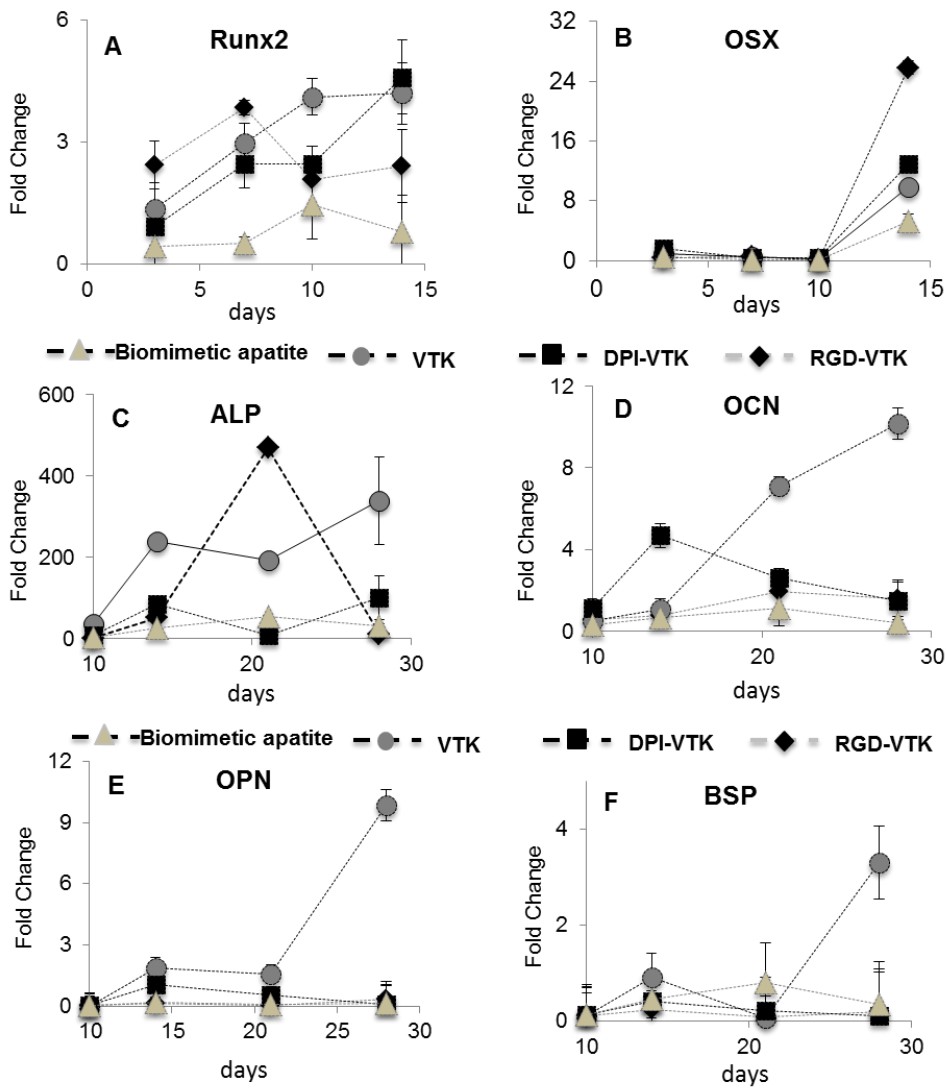 A Runx2
6
3
0
Fold Change
0 5 10 15
days
B OSX
32
24
16
8
0
Fold Change
0 5 10 15
days
Biomimetic apatite VTK DPI-VTK RGD-VTK
C ALP
600
400
200
0
Fold Change
10 20 30
days
D OCN
12
8
4
0
Fold Change
10 20 30
days
Biomimetic apatite VTK DPI-VTK RGD-VTK
E OPN
12
9
6
3
0
Fold Change
10 15 20 25 30
days
F BSP
4
2
0
Fold Change
10 20 30
days